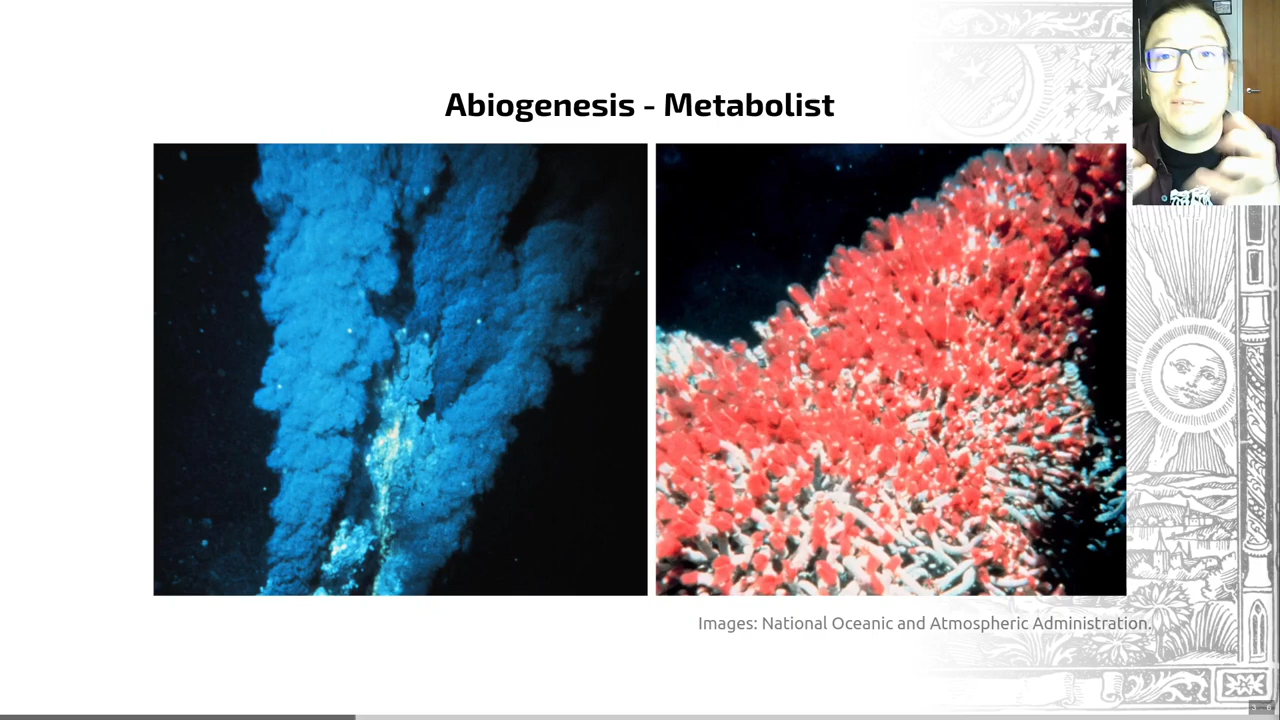 Abiogenesis - Metabolist
Images: National Oceanic and Atmospheric Administration.